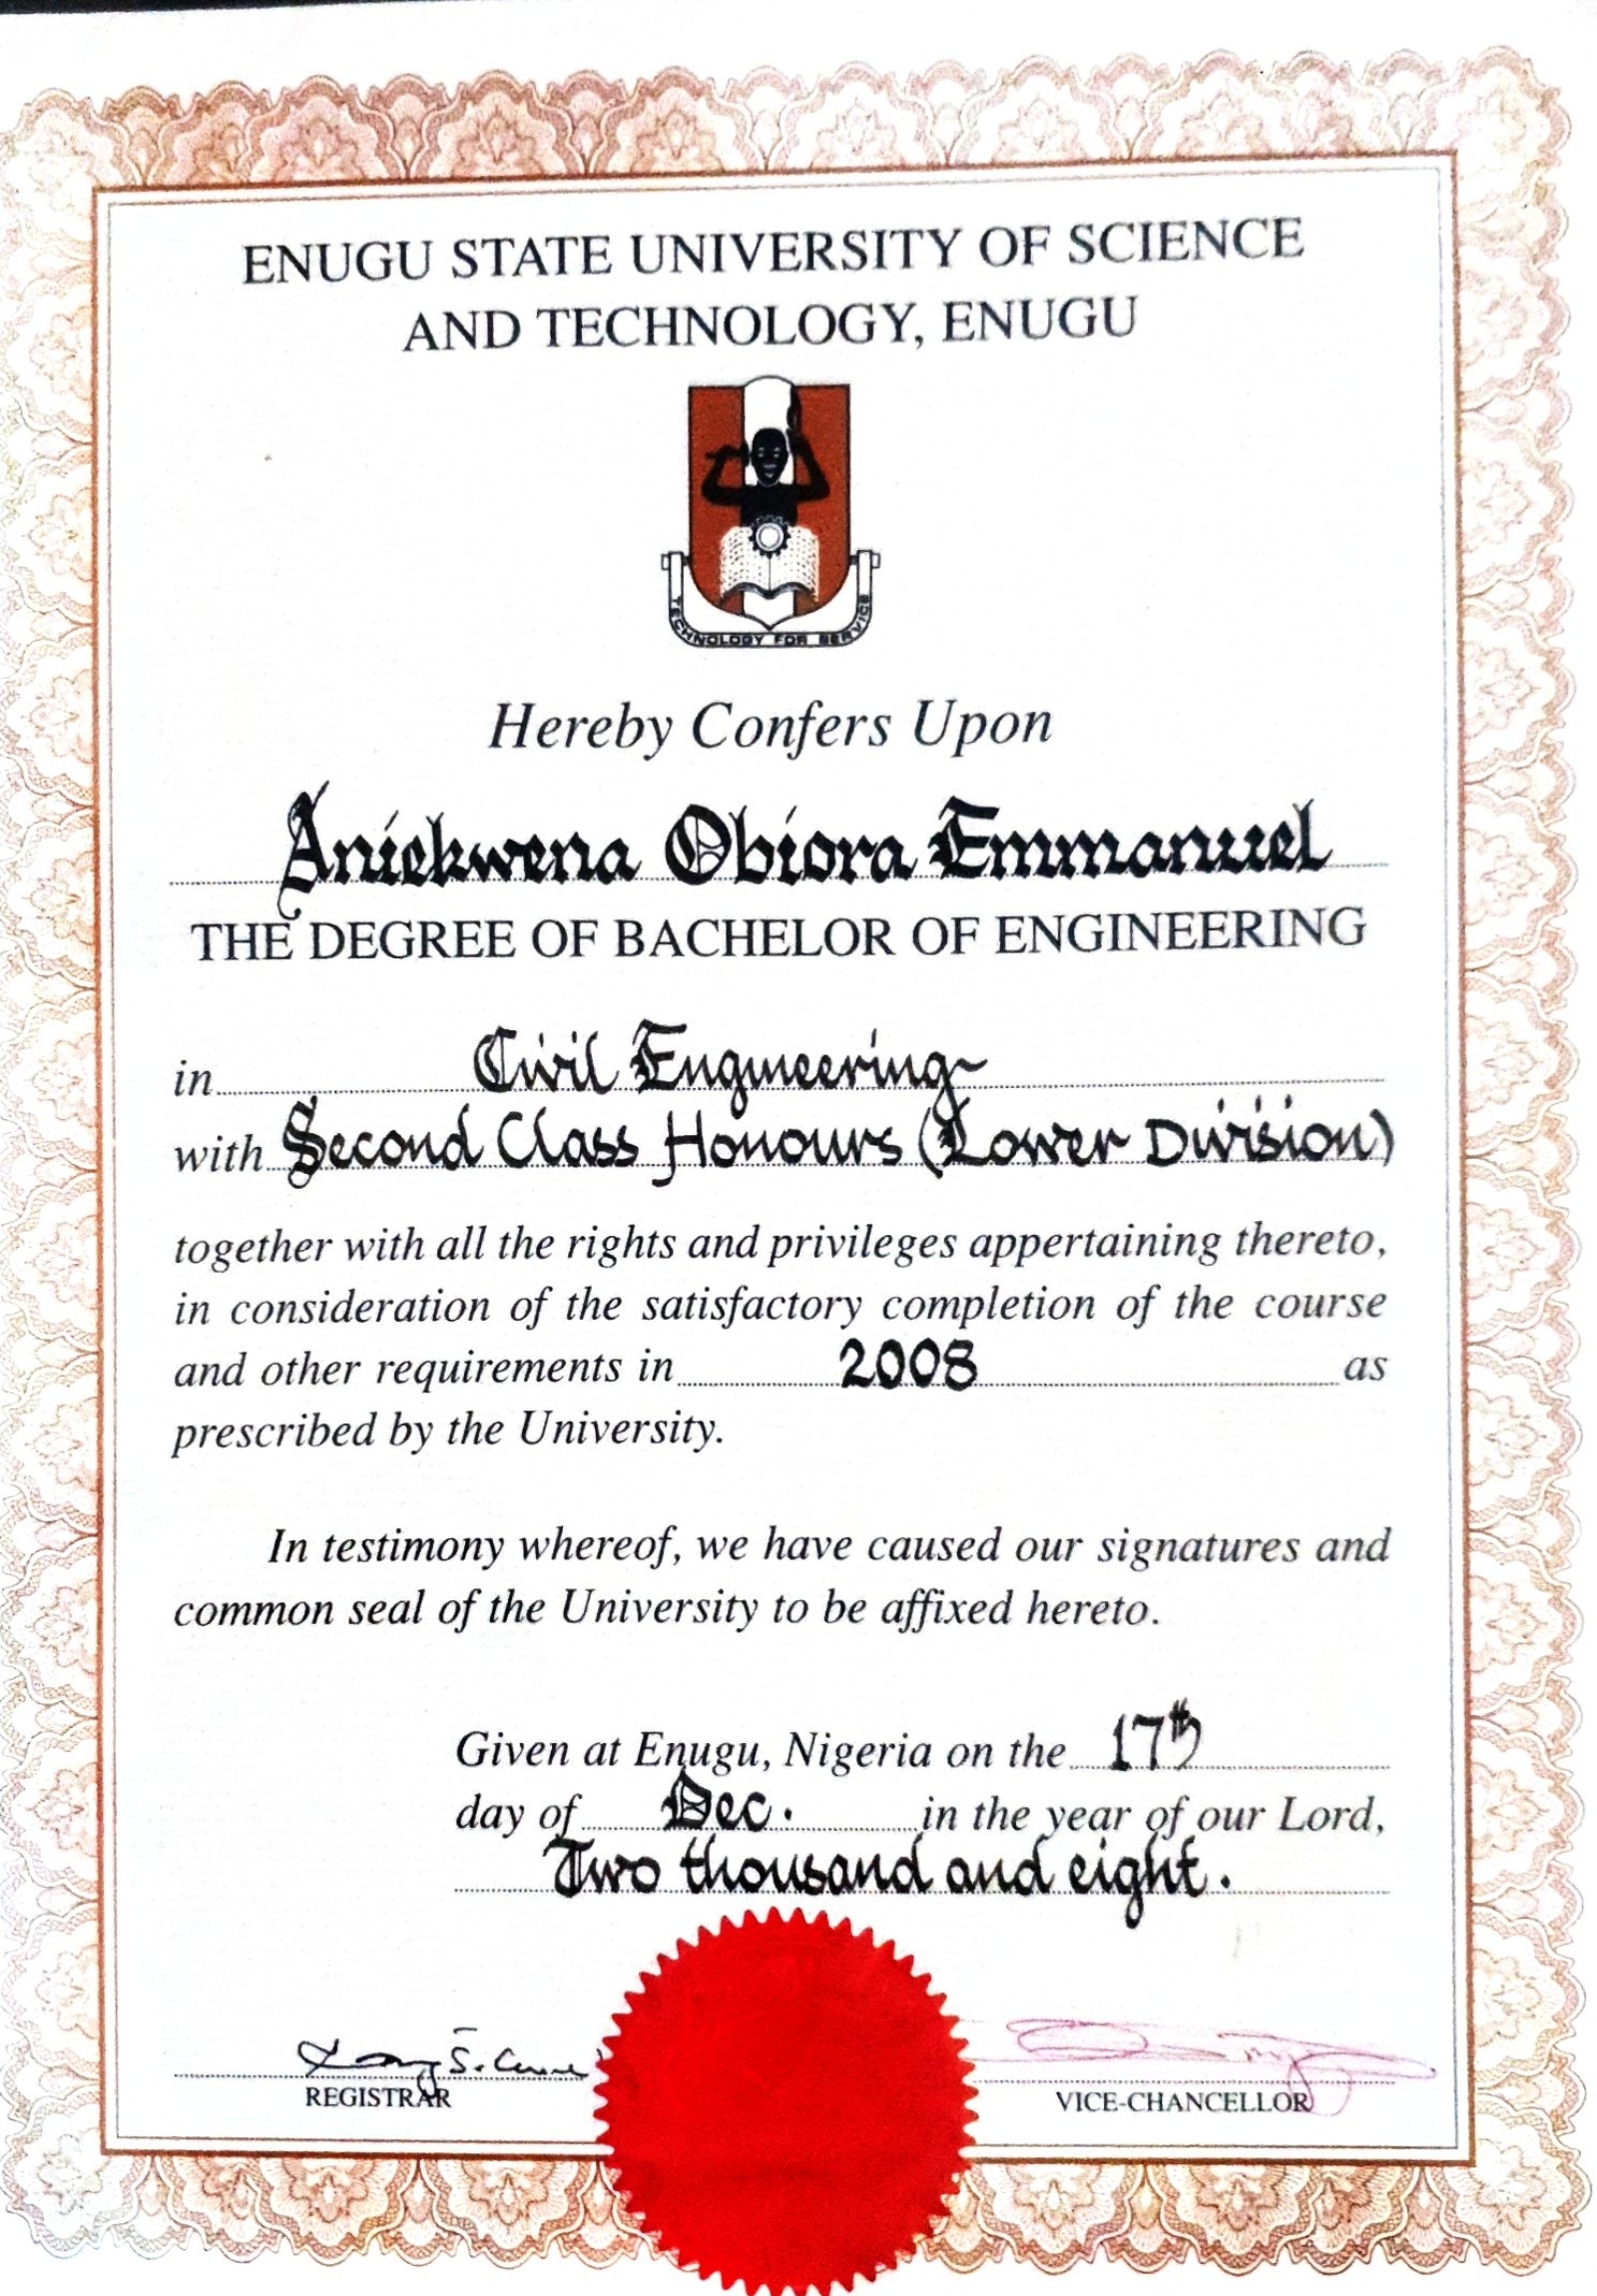 ENUGU STATE UNIVERSITY OF SCIENCE
AND TECHNOLOGY, ENUGU
TECHNOLOGY FOR SERVICE
Hereby Confers Upon
Aniekwena Obiora Emmanuel
THE DEGREE OF BACHELOR OF ENGINEERING
in Civil Engineering
with Second Class Honours (Lower Division)
together with all the rights and privileges appertaining thereto,
in consideration of the satisfactory completion of the course
and other requirements in 2008 as
prescribed by the University.
In testimony whereof, we have caused our signatures and
common seal of the University to be affixed hereto.
Given at Enugu, Nigeria on the 17th
day of Dec. in the year of our Lord,
Two thousand and eight.
REGISTRAR VICE-CHANCELLOR